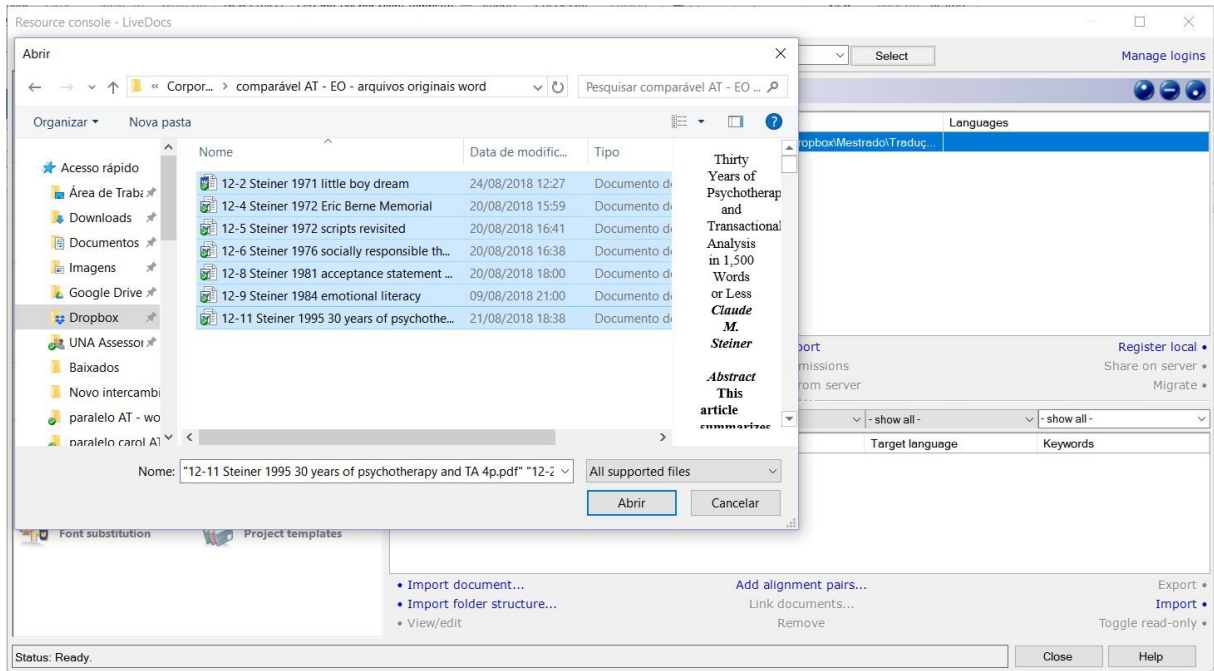 Resource console - LiveDocs
Abrir
Select
Manage logins
« Corpor... > comparável AT - EO - arquivos originais word
Pesquisar comparável AT - EO ...
Organizar
Nova pasta
Languages
ropbox\Mestrado\Traduç...
Acesso rápido
Área de Traba
Downloads
Documentos
Imagens
Google Drive
Dropbox
UNA Assessor
Baixados
Novo intercambi
paralelo AT - wo
paralelo carol AT
Nome
Data de modific...
Tipo
12-2 Steiner 1971 little boy dream 24/08/2018 12:27 Documento d
12-4 Steiner 1972 Eric Berne Memorial 20/08/2018 15:59 Documento d
12-5 Steiner 1972 scripts revisited 20/08/2018 16:41 Documento d
12-6 Steiner 1976 socially responsible th... 20/08/2018 16:38 Documento d
12-8 Steiner 1981 acceptance statement ... 20/08/2018 18:00 Documento d
12-9 Steiner 1984 emotional literacy 09/08/2018 21:00 Documento d
12-11 Steiner 1995 30 years of psychothe... 21/08/2018 18:38 Documento d
Thirty
Years of
Psychotherap
and
Transactional
Analysis
in 1,500
Words
or Less
Claude
M.
Steiner
Abstract
This
article
summarizes
Nome: "12-11 Steiner 1995 30 years of psychotherapy and TA 4p.pdf" "12-2
All supported files
Abrir
Cancelar
port
Register local •
missions
Share on server •
rom server
Migrate •
- show all -
- show all -
Target language
Keywords
Font substitution
Project templates
• Import document...
Add alignment pairs...
Export •
• Import folder structure...
Link documents...
Import •
• View/edit
Remove
Toggle read-only •
Status: Ready.
Close
Help